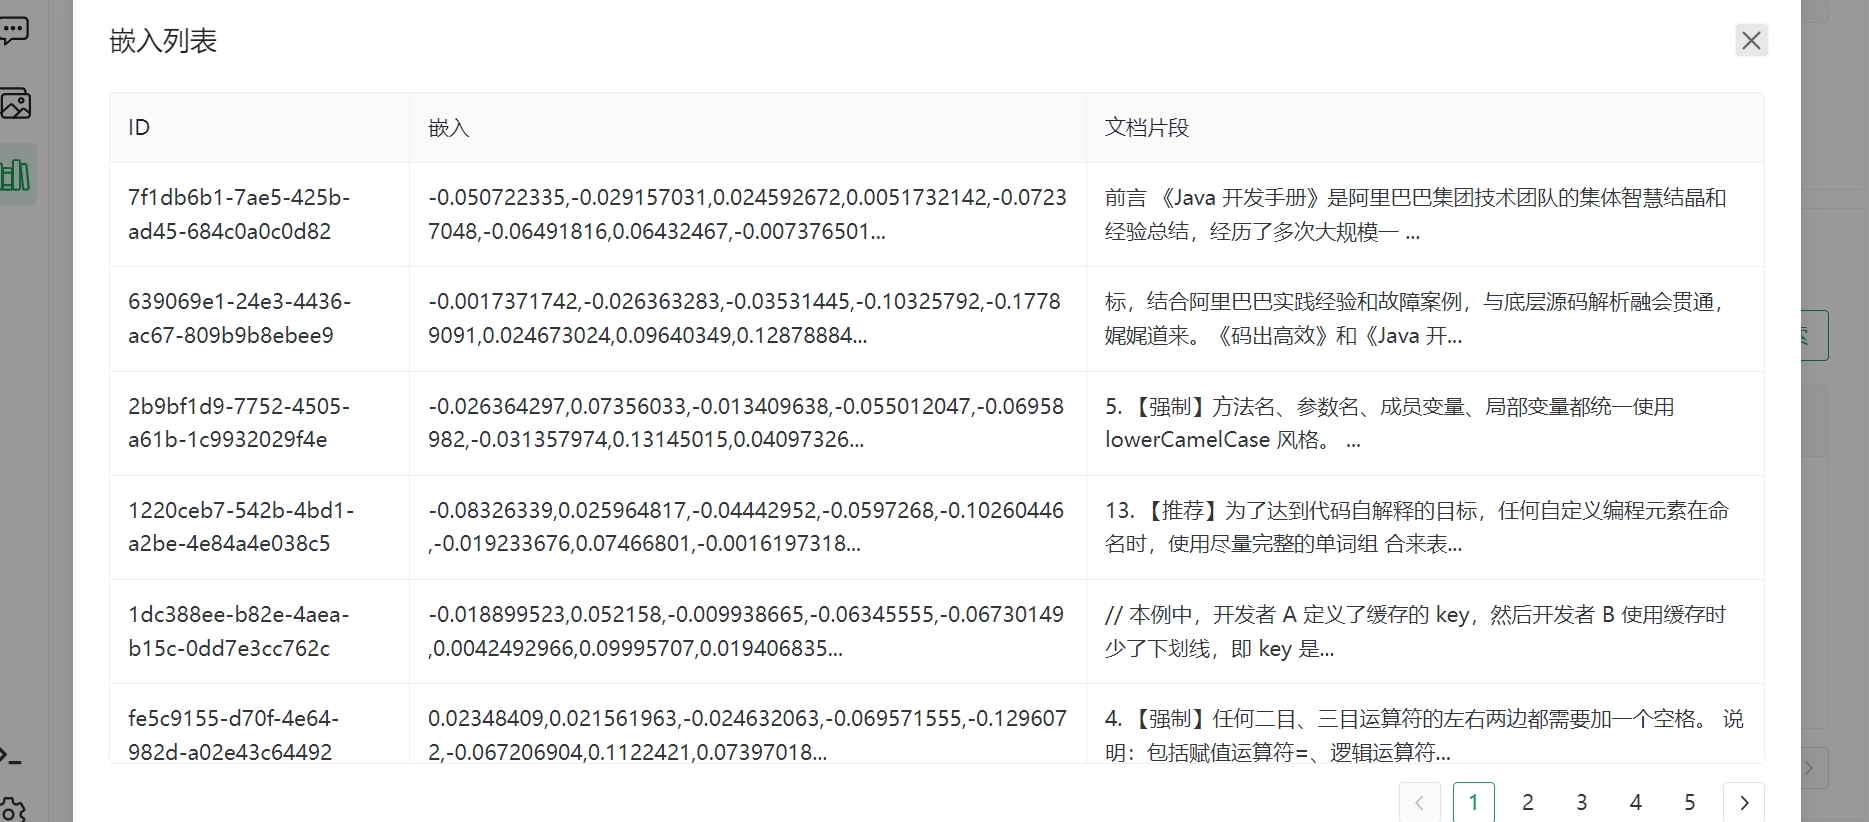 嵌入列表
ID
嵌入
文档片段
7f1db6b1-7ae5-425b-
ad45-684c0a0c0d82
-0.050722335,-0.029157031,0.024592672,0.0051732142,-0.0723
7048,-0.06491816,0.06432467,-0.007376501...
前言 《Java 开发手册》是阿里巴巴集团技术团队的集体智慧结晶和
经验总结，经历了多次大规模一 ...
639069e1-24e3-4436-
ac67-809b9b8ebee9
-0.0017371742,-0.026363283,-0.03531445,-0.10325792,-0.1778
9091,0.024673024,0.09640349,0.12878884...
标，结合阿里巴巴实践经验和故障案例，与底层源码解析融会贯通，
娓娓道来。《码出高效》和《Java 开...
2b9bf1d9-7752-4505-
a61b-1c9932029f4e
-0.026364297,0.07356033,-0.013409638,-0.055012047,-0.06958
982,-0.031357974,0.13145015,0.04097326...
5. 【强制】方法名、参数名、成员变量、局部变量都统一使用
lowerCamelCase 风格。 ...
1220ceb7-542b-4bd1-
a2be-4e84a4e038c5
-0.08326339,0.025964817,-0.04442952,-0.0597268,-0.10260446
,-0.019233676,0.07466801,-0.0016197318...
13. 【推荐】为了达到代码自解释的目标，任何自定义编程元素在命
名时，使用尽量完整的单词组 合来表...
1dc388ee-b82e-4aea-
b15c-0dd7e3cc762c
-0.018899523,0.052158,-0.009938665,-0.06345555,-0.06730149
,0.0042492966,0.09995707,0.019406835...
// 本例中，开发者 A 定义了缓存的 key，然后开发者 B 使用缓存时
少了下划线，即 key 是...
fe5c9155-d70f-4e64-
982d-a02e43c64492
0.02348409,0.021561963,-0.024632063,-0.069571555,-0.129607
2,-0.067206904,0.1122421,0.07397018...
4. 【强制】任何二目、三目运算符的左右两边都需要加一个空格。 说
明：包括赋值运算符=、逻辑运算符...
1 2 3 4 5